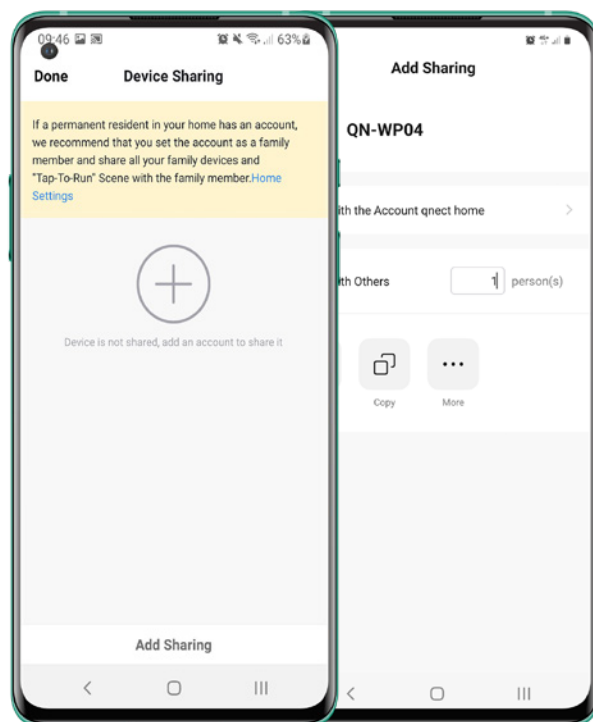 09:46
63%
Done
Device Sharing
If a permanent resident in your home has an account,
we recommend that you set the account as a family
member and share all your family devices and
"Tap-To-Run" Scene with the family member.Home
Settings
Device is not shared, add an account to share it
Add Sharing
Add Sharing
QN-WP04
ith the Account qnect home
ith Others
1
person(s)
Copy
More